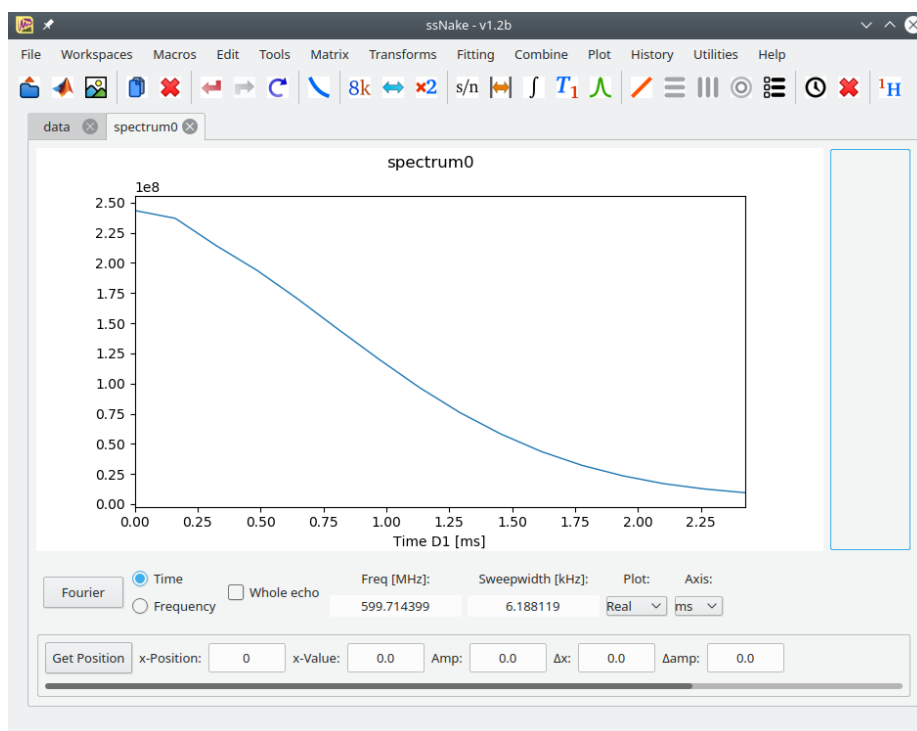 ssNake - v1.2b
File Workspaces Macros Edit Tools Matrix Transforms Fitting Combine Plot History Utilities Help
8k ×2 s/n ∫ T1 1H
data spectrum0
spectrum0
1e8
2.50
2.25
2.00
1.75
1.50
1.25
1.00
0.75
0.50
0.25
0.00
0.00 0.25 0.50 0.75 1.00 1.25 1.50 1.75 2.00 2.25
Time D1 [ms]
Time Freq [MHz]: Sweepwidth [kHz]: Plot: Axis:
Fourier Whole echo
Frequency 599.714399 6.188119 Real ms
Get Position x-Position: 0 x-Value: 0.0 Amp: 0.0 Δx: 0.0 Δamp: 0.0